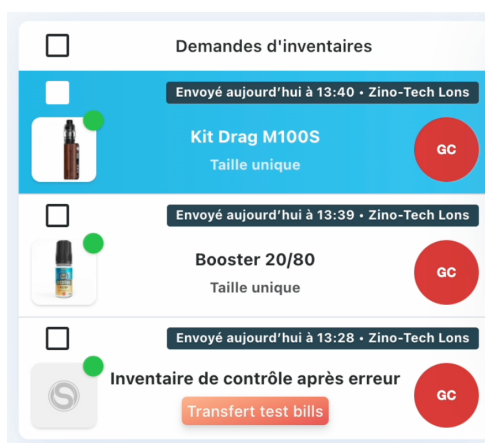 Demandes d'inventaires
Envoyé aujourd'hui à 13:40 • Zino-Tech Lons
Kit Drag M100S
Taille unique
GC
Envoyé aujourd'hui à 13:39 • Zino-Tech Lons
Booster 20/80
Taille unique
GC
Envoyé aujourd'hui à 13:28 • Zino-Tech Lons
Inventaire de contrôle après erreur
Transfert test bills
GC
S